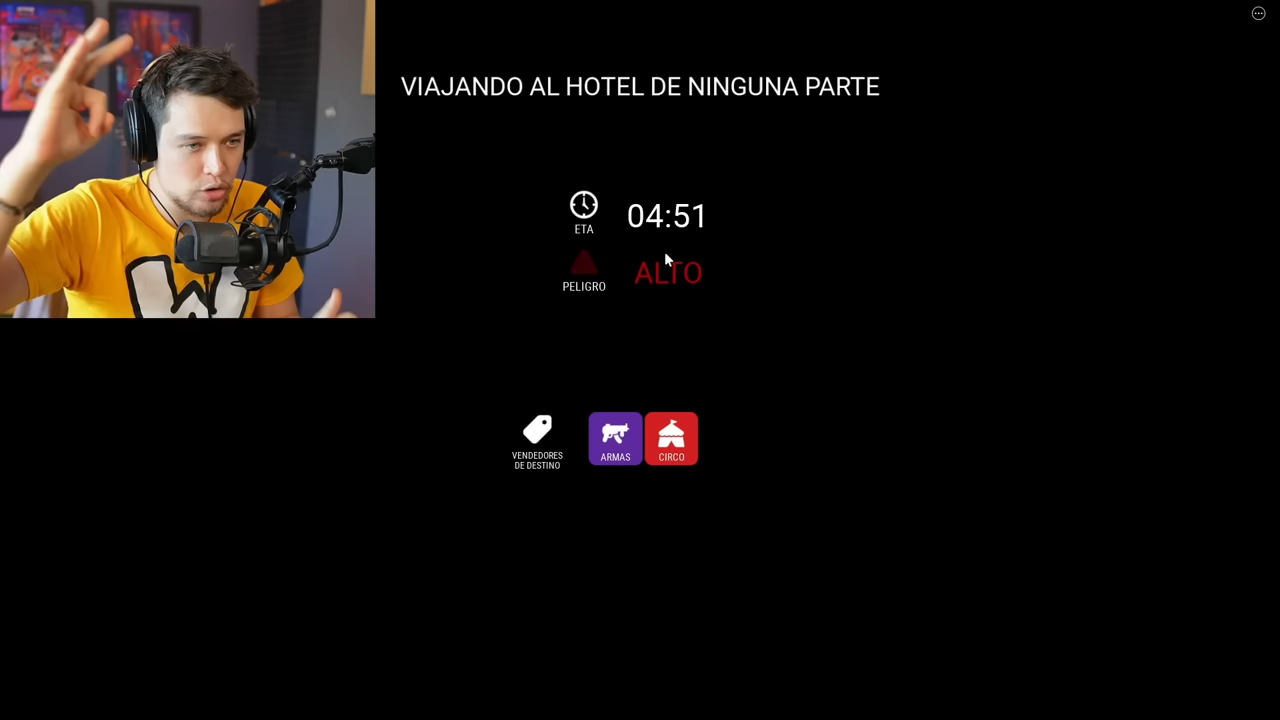 VIAJANDO AL HOTEL DE NINGUNA PARTE
ETA
04:51
PELIGRO
ALTO
VENDEDORES
DE DESTINO
ARMAS
CIRCO
W